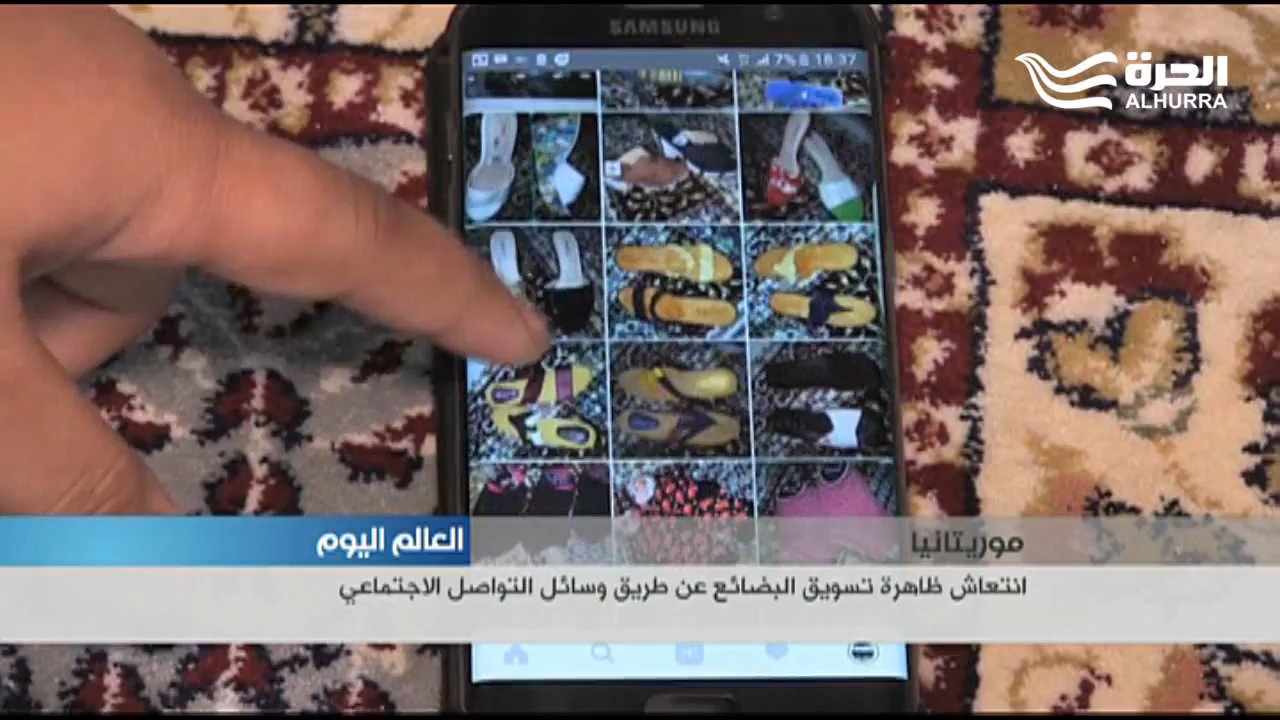 SAMSUNG
7% 18:37
الحرة
ALHURRA
موريتانيا
العالم اليوم
انتعاش ظاهرة تسويق البضائع عن طريق وسائل التواصل الاجتماعي